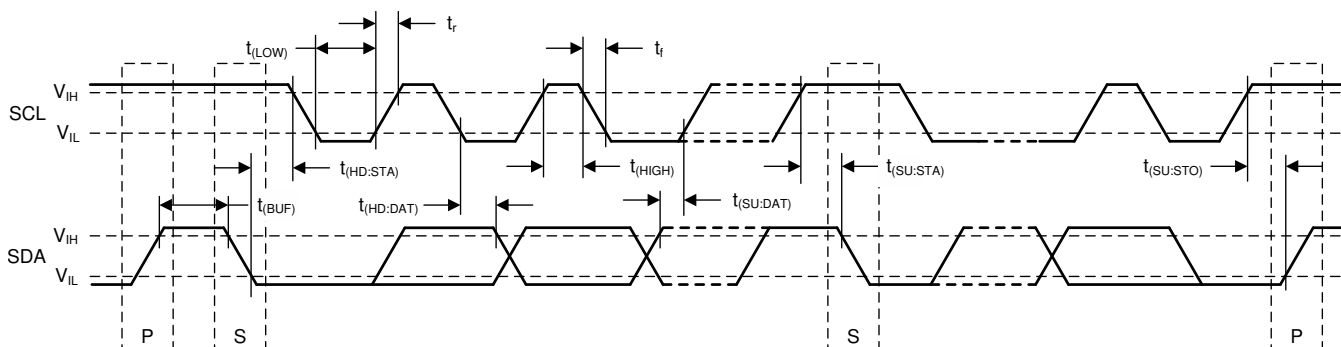 t(LOW)
tr
tf
SCL
VIH
VIL
t(HD:STA)
t(HIGH)
t(SU:STA)
t(SU:STO)
t(BUF)
t(HD:DAT)
t(SU:DAT)
SDA
VIH
VIL
P
S
S
P